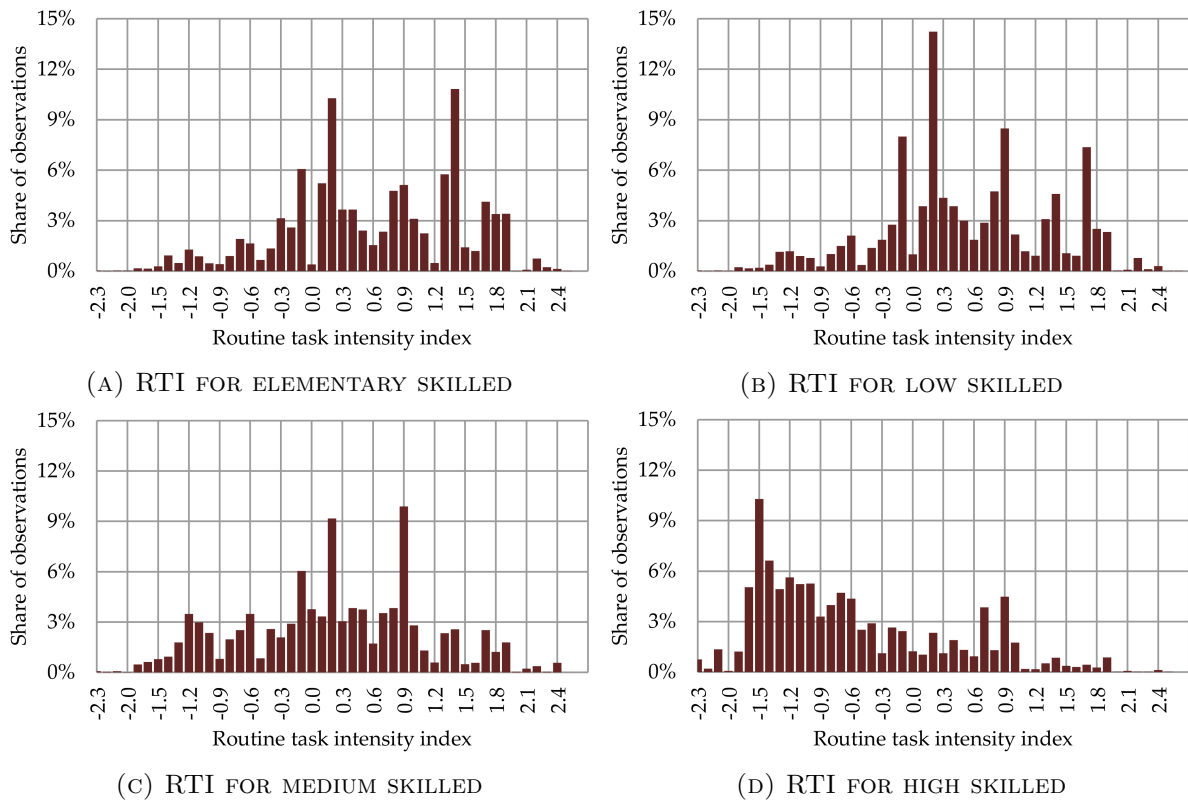 15%
12%
9%
6%
3%
0%
Share of observations
-2.3 -2.0 -1.5 -1.2 -0.9 -0.6 -0.3 0.0 0.3 0.6 0.9 1.2 1.5 1.8 2.1 2.4
Routine task intensity index
(A) RTI FOR ELEMENTARY SKILLED
15%
12%
9%
6%
3%
0%
Share of observations
-2.3 -2.0 -1.5 -1.2 -0.9 -0.6 -0.3 0.0 0.3 0.6 0.9 1.2 1.5 1.8 2.1 2.4
Routine task intensity index
(B) RTI FOR LOW SKILLED
15%
12%
9%
6%
3%
0%
Share of observations
-2.3 -2.0 -1.5 -1.2 -0.9 -0.6 -0.3 0.0 0.3 0.6 0.9 1.2 1.5 1.8 2.1 2.4
Routine task intensity index
(C) RTI FOR MEDIUM SKILLED
15%
12%
9%
6%
3%
0%
Share of observations
-2.3 -2.0 -1.5 -1.2 -0.9 -0.6 -0.3 0.0 0.3 0.6 0.9 1.2 1.5 1.8 2.1 2.4
Routine task intensity index
(D) RTI FOR HIGH SKILLED